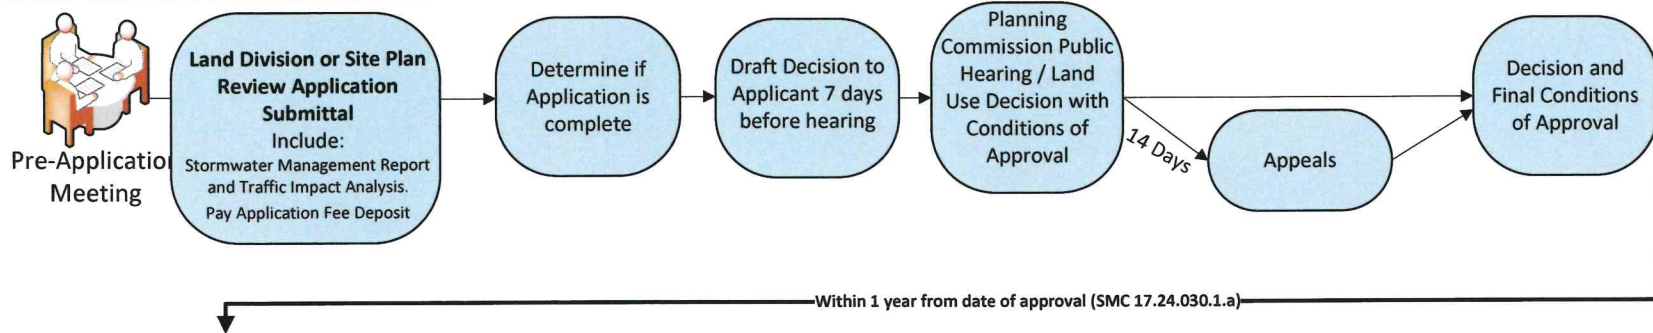 Pre-Application
Meeting
Land Division or Site Plan
Review Application
Submittal
Include:
Stormwater Management Report
and Traffic Impact Analysis.
Pay Application Fee Deposit
Determine if
Application is
complete
Draft Decision to
Applicant 7 days
before hearing
Planning
Commission Public
Hearing / Land
Use Decision with
Conditions of
Approval
14 Days
Appeals
Decision and
Final Conditions
of Approval
Within 1 year from date of approval (SMC 17.24.030.1.a)